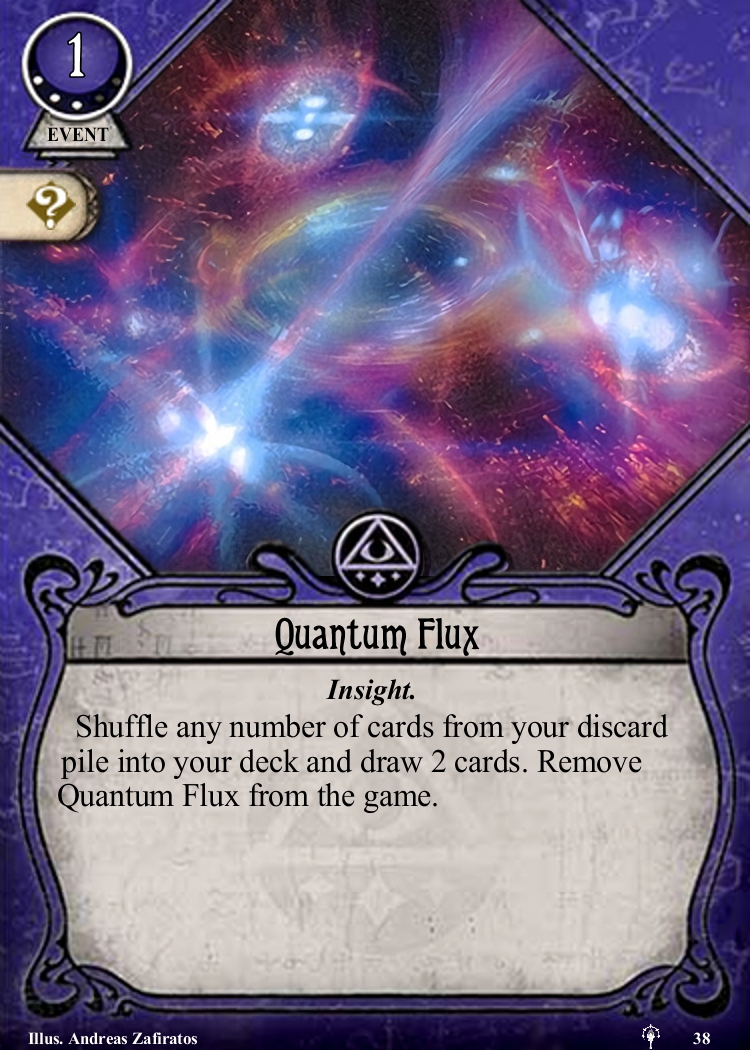 1
EVENT
?
Quantum Flux
Insight.
Shuffle any number of cards from your discard
pile into your deck and draw 2 cards. Remove
Quantum Flux from the game.
Illus. Andreas Zafiratos
38